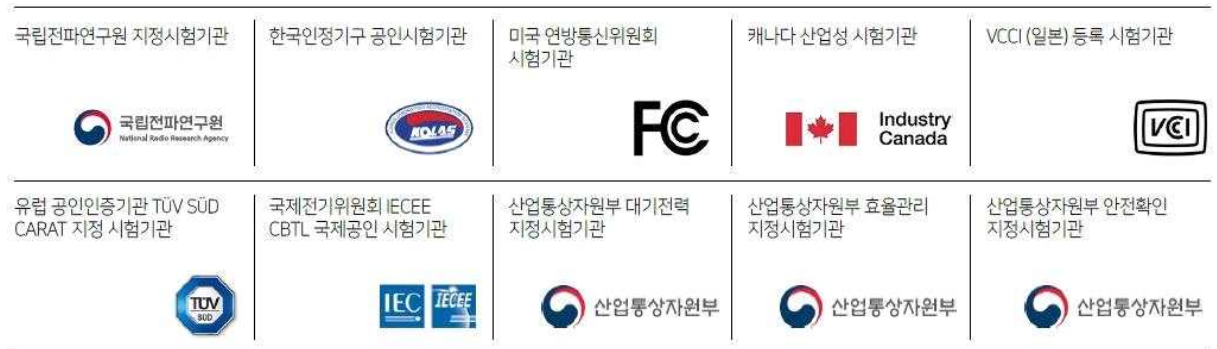 국립전파연구원 지정시험기관
국립전파연구원
National Radio Research Agency
한국인정기구 공인시험기관
KOLAS
미국 연방통신위원회
시험기관
FC
캐나다 산업성 시험기관
Industry
Canada
VCCI (일본) 등록 시험기관
VCI
유럽 공인인증기관 TÜV SÜD
CARAT 지정 시험기관
TÜV
SÜD
국제전기위원회 IECEE
CBTL 국제공인 시험기관
IEC
IECEE
산업통상자원부 대기전력
지정시험기관
산업통상자원부
산업통상자원부 효율관리
지정시험기관
산업통상자원부
산업통상자원부 안전확인
지정시험기관
산업통상자원부